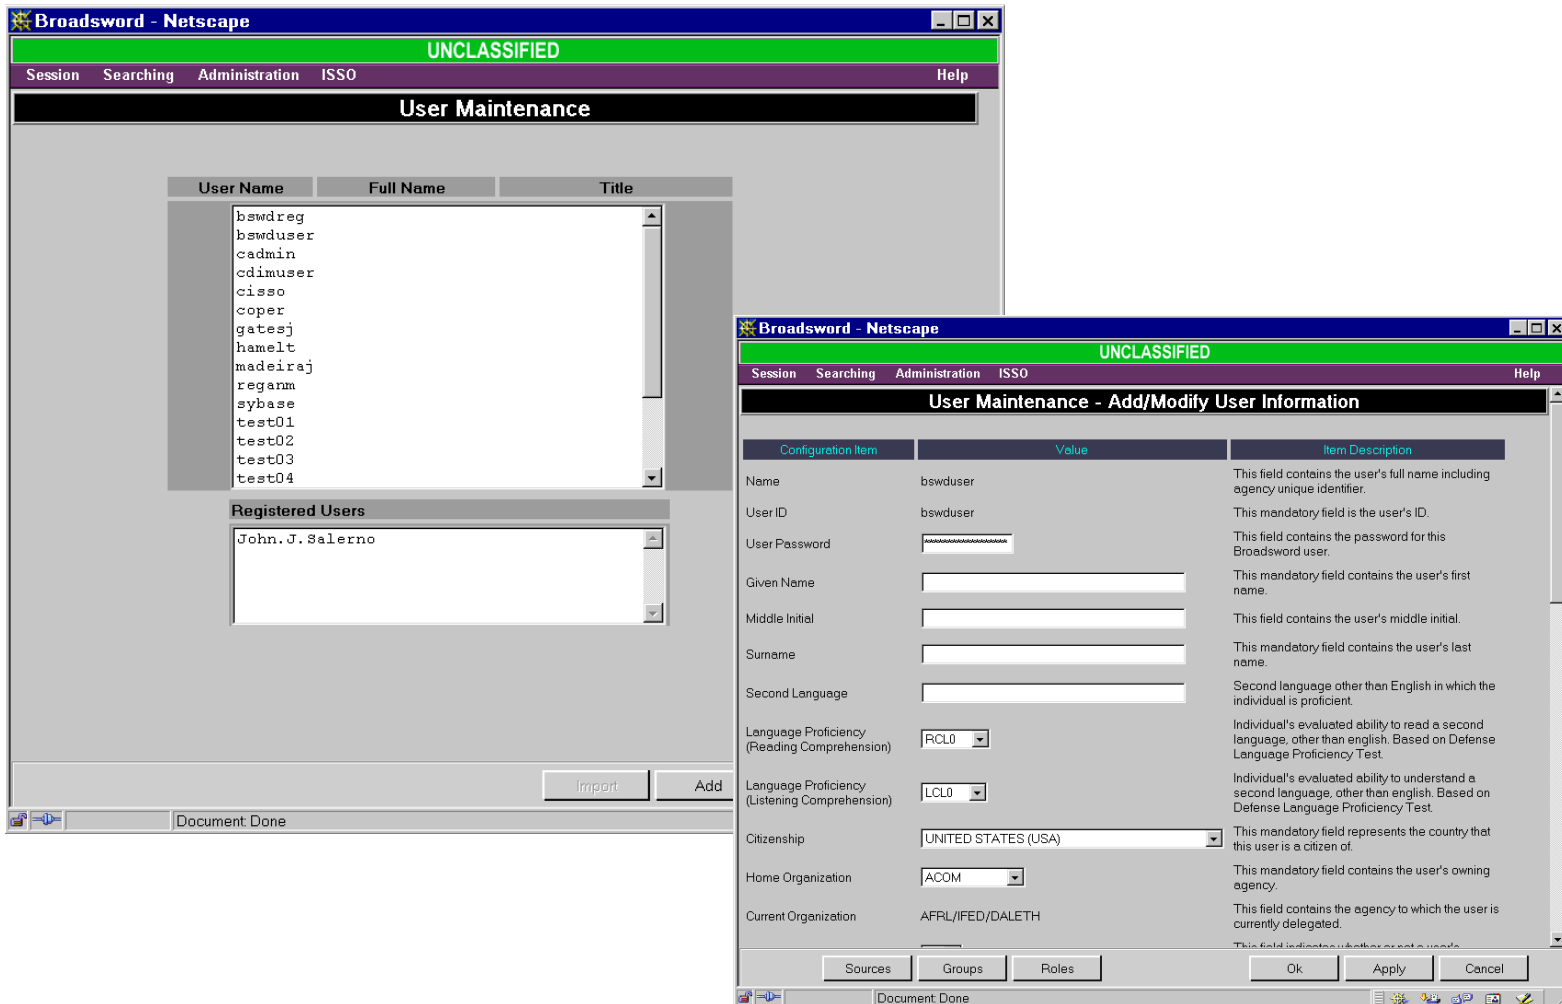 Broadsword - Netscape
UNCLASSIFIED
Session Searching Administration ISSO Help
User Maintenance
User Name Full Name Title
bswdreg
bswduser
cadmin
cdimuser
cisso
coper
gatesj
hamelt
madeiraj
reganm
sybase
test01
test02
test03
test04
Registered Users
John.J.Salerno
Import Add
Document: Done
Broadsword - Netscape
UNCLASSIFIED
Session Searching Administration ISSO Help
User Maintenance - Add/Modify User Information
Configuration Item Value Item Description
Name bswduser This field contains the user's full name including
agency unique identifier.
User ID bswduser This mandatory field is the user's ID.
User Password This field contains the password for this
Broadsword user.
Given Name This mandatory field contains the user's first
name.
Middle Initial This field contains the user's middle initial.
Surname This mandatory field contains the user's last
name.
Second Language Second language other than English in which the
individual is proficient.
Language Proficiency
(Reading Comprehension) RCL0 Individual's evaluated ability to read a second
language, other than english. Based on Defense
Language Proficiency Test.
Language Proficiency
(Listening Comprehension) LCL0 Individual's evaluated ability to understand a
second language, other than english. Based on
Defense Language Proficiency Test.
Citizenship UNITED STATES (USA) This mandatory field represents the country that
this user is a citizen of.
Home Organization ACOM This mandatory field contains the user's owning
agency.
Current Organization AFRL/IFED/DALETH This field contains the agency to which the user is
currently delegated.
This field indicates whether or not a user's
Sources Groups Roles Ok Apply Cancel
Document: Done